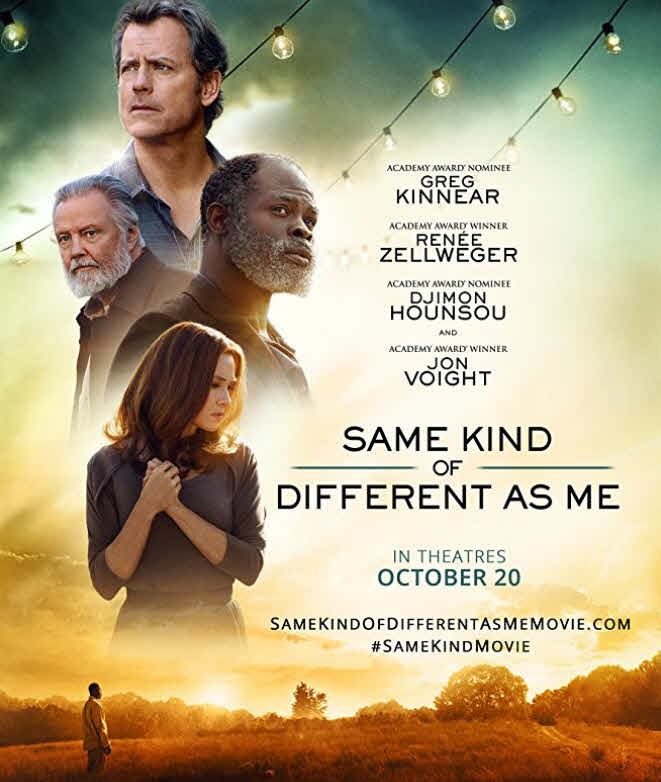 ACADEMY AWARD® NOMINEE
GREG
KINNEAR
ACADEMY AWARD® WINNER
RENÉE
ZELLWEGER
ACADEMY AWARD® NOMINEE
DJIMON
HOUNSOU
AND
ACADEMY AWARD® WINNER
JON
VOIGHT
SAME KIND
OF
DIFFERENT AS ME
IN THEATRES
OCTOBER 20
SAMEKINDOFDIFFERENTASMEMOVIE.COM
#SAMEKINDMOVIE